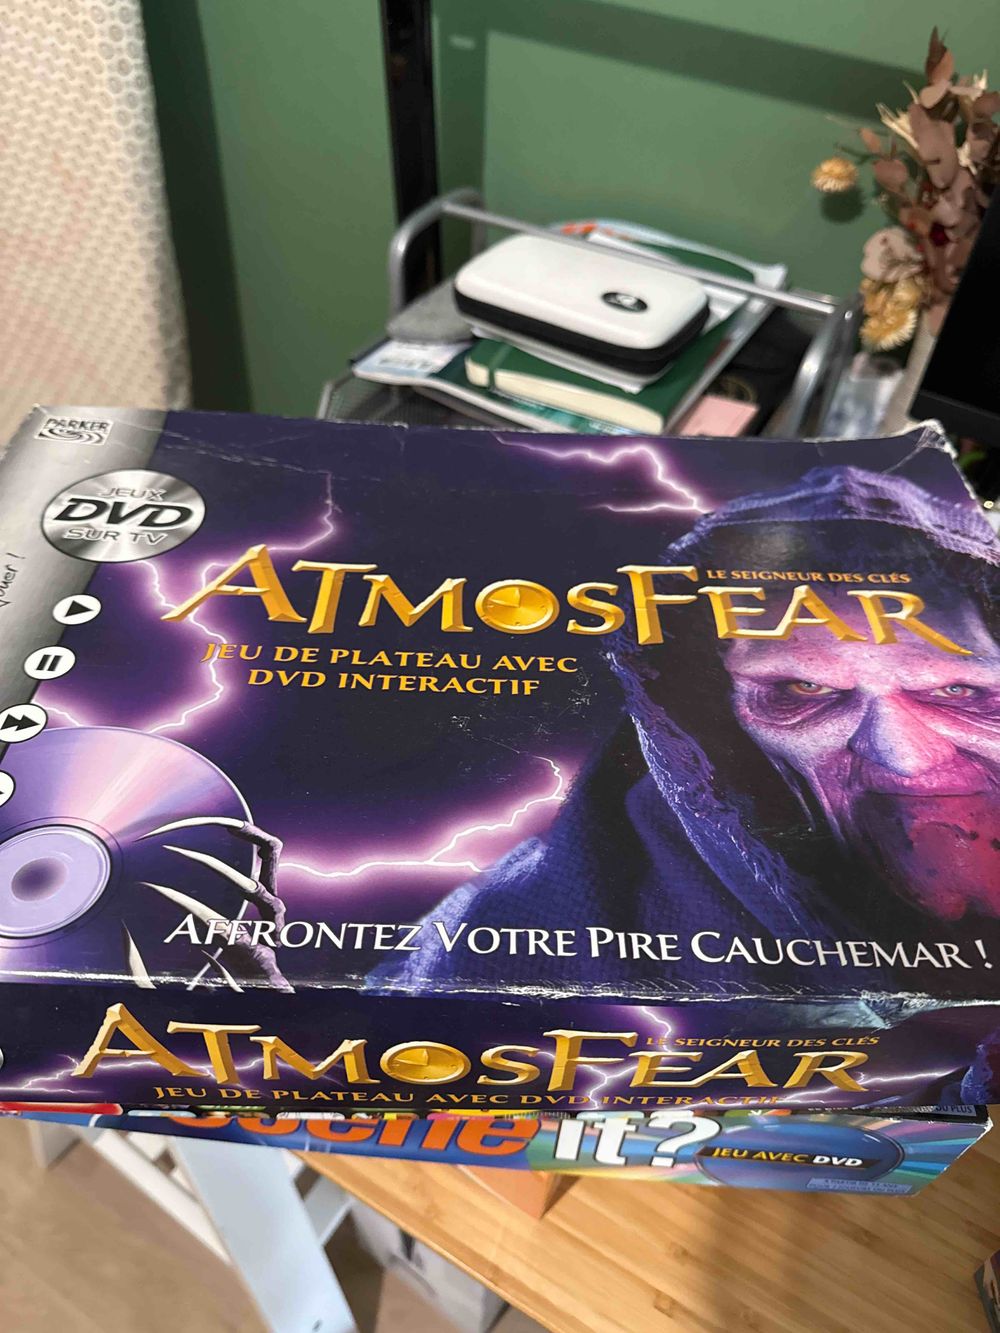 PARKER
JEUX
DVD
SUR TV
LE SEIGNEUR DES CLÉS
ATMOSFEAR
JEU DE PLATEAU AVEC
DVD INTERACTIF
AFFRONTEZ VOTRE PIRE CAUCHEMAR !
LE SEIGNEUR DES CLÉS
ATMOSFEAR
JEU DE PLATEAU AVEC DVD INTERACTIF
Scene it?
JEU AVEC DVD